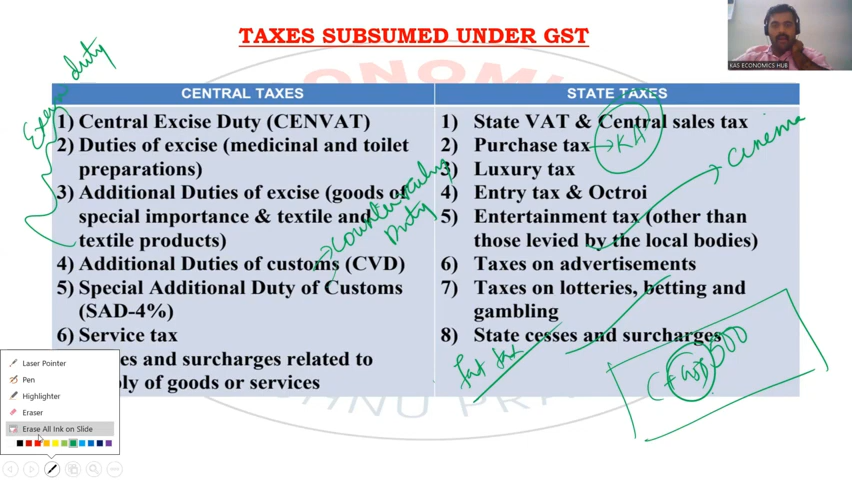 TAXES SUBSUMED UNDER GST
KAS ECONOMICS HUB
CENTRAL TAXES
1) Central Excise Duty (CENVAT)
2) Duties of excise (medicinal and toilet
preparations)
3) Additional Duties of excise (goods of
special importance & textile and
textile products)
4) Additional Duties of customs (CVD)
5) Special Additional Duty of Customs
(SAD-4%)
6) Service tax
es and surcharges related to
ly of goods or services
STATE TAXES
1) State VAT & Central sales tax
2) Purchase tax
3) Luxury tax
4) Entry tax & Octroi
5) Entertainment tax (other than
those levied by the local bodies)
6) Taxes on advertisements
7) Taxes on lotteries, betting and
gambling
8) State cesses and surcharges
duty
countervailing
Duty
KA
cinema
fat tax
500
Laser Pointer
Pen
Highlighter
Eraser
Erase All Ink on Slide